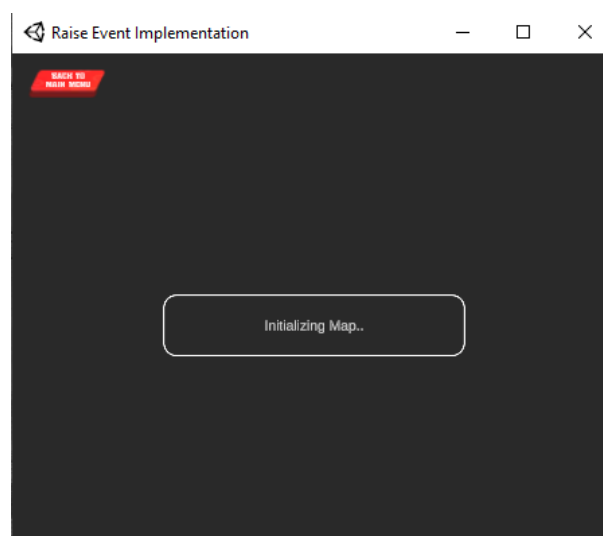 Raise Event Implementation
BACK TO
MAIN MENU
Initializing Map..